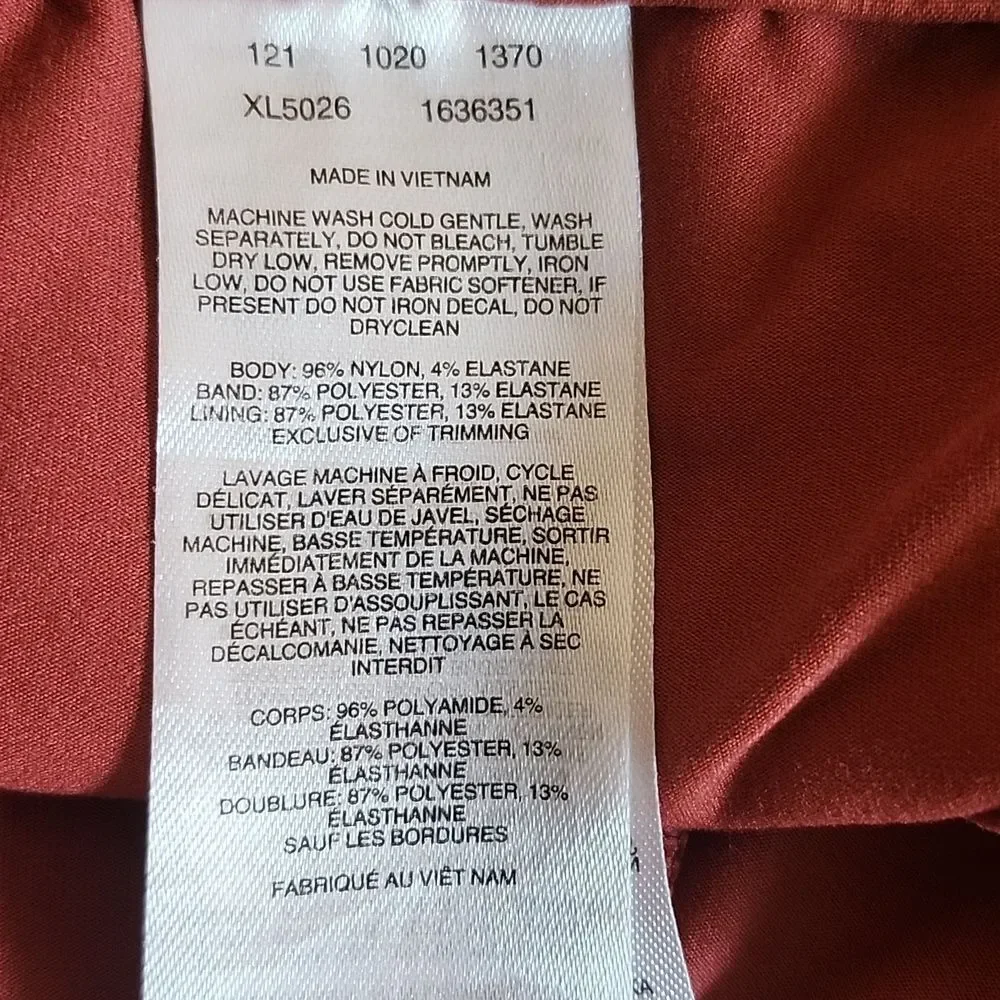 121 1020 1370
XL5026 1636351
MADE IN VIETNAM
MACHINE WASH COLD GENTLE, WASH
SEPARATELY, DO NOT BLEACH, TUMBLE
DRY LOW, REMOVE PROMPTLY, IRON
LOW, DO NOT USE FABRIC SOFTENER, IF
PRESENT DO NOT IRON DECAL, DO NOT
DRYCLEAN
BODY: 96% NYLON, 4% ELASTANE
BAND: 87% POLYESTER, 13% ELASTANE
LINING: 87% POLYESTER, 13% ELASTANE
EXCLUSIVE OF TRIMMING
LAVAGE MACHINE À FROID, CYCLE
DÉLICAT, LAVER SÉPARÉMENT, NE PAS
UTILISER D'EAU DE JAVEL, SÉCHAGE
MACHINE, BASSE TEMPÉRATURE, SORTIR
IMMÉDIATEMENT DE LA MACHINE,
REPASSER À BASSE TEMPÉRATURE, NE
PAS UTILISER D'ASSOUPLISSANT, LE CAS
ÉCHÉANT, NE PAS REPASSER LA
DÉCALCOMANIE, NETTOYAGE À SEC
INTERDIT
CORPS: 96% POLYAMIDE, 4%
ÉLASTHANNE
BANDEAU: 87% POLYESTER, 13%
ÉLASTHANNE
DOUBLURE: 87% POLYESTER, 13%
ÉLASTHANNE
SAUF LES BORDURES
FABRIQUÉ AU VIÊT NAM